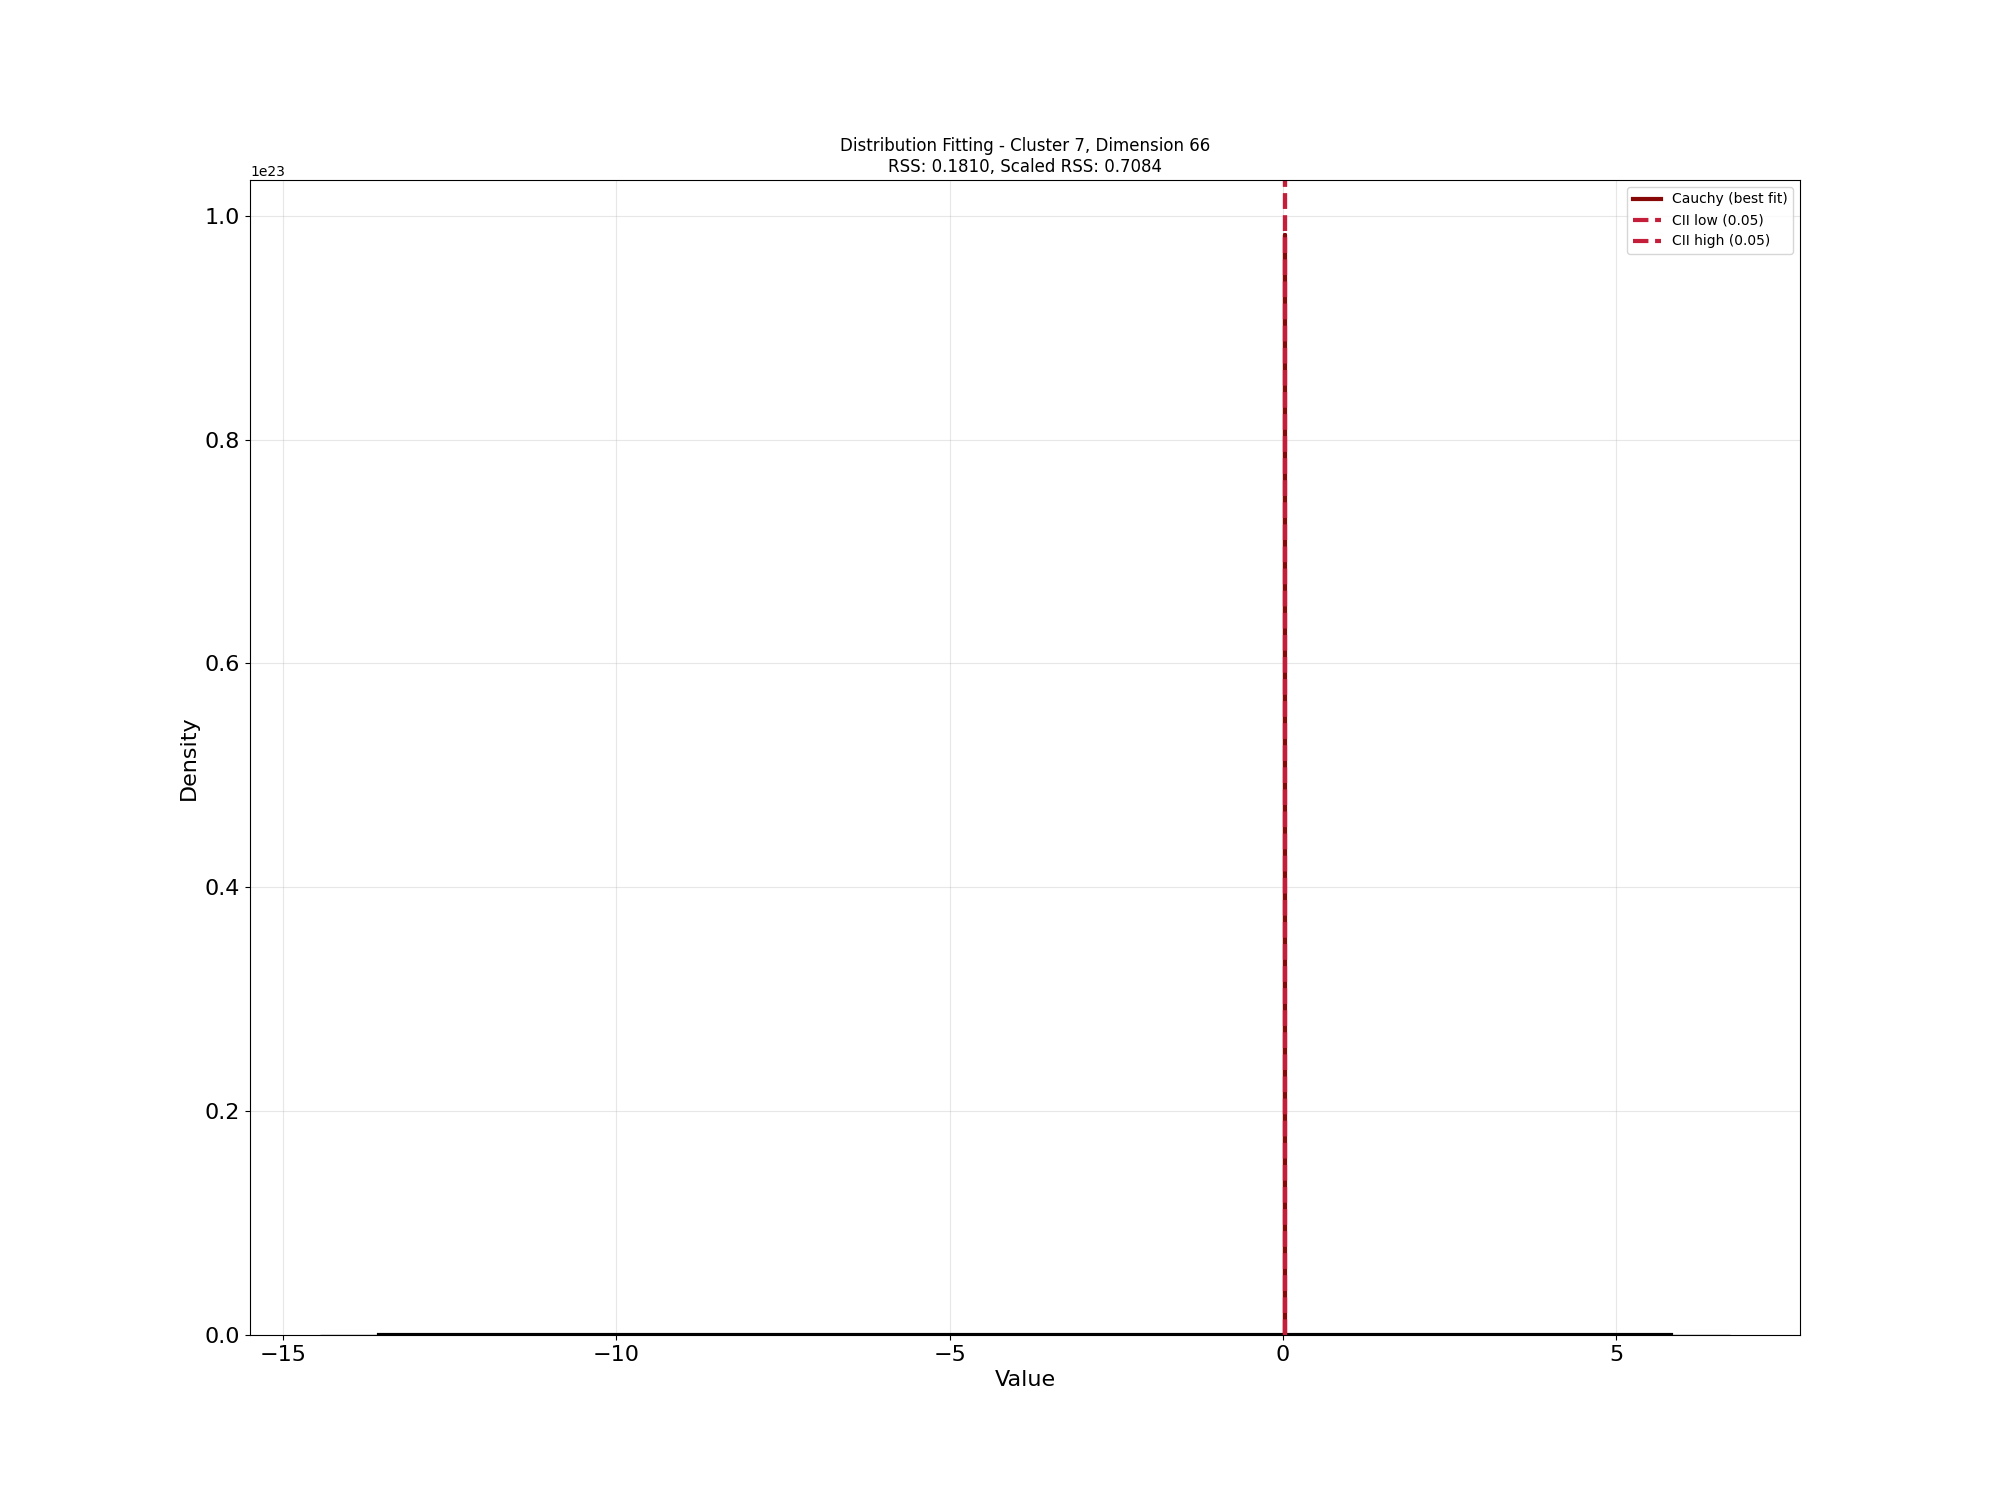 Distribution Fitting - Cluster 7, Dimension 66
RSS: 0.1810, Scaled RSS: 0.7084
1e23
Cauchy (best fit)
CII low (0.05)
CII high (0.05)
1.0
0.8
0.6
0.4
0.2
0.0
Density
−15
−10
−5
0
5
Value